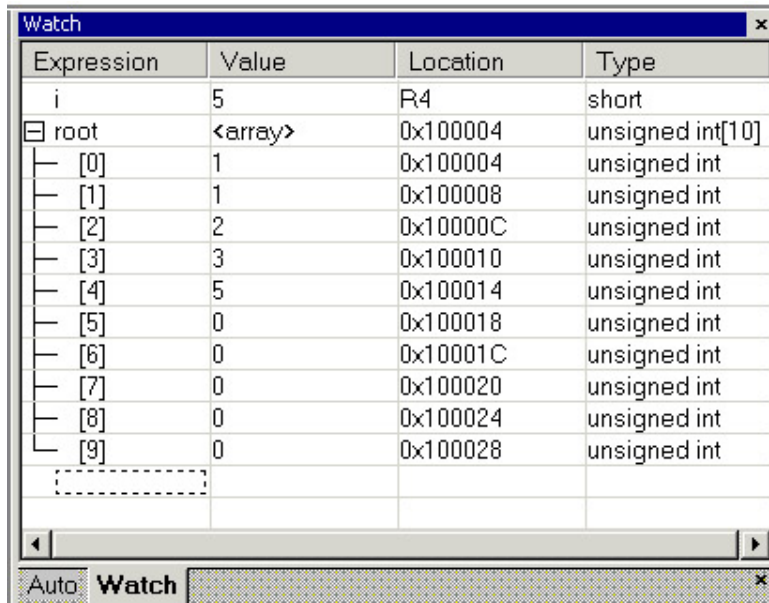 Watch
Expression Value Location Type
i 5 R4 short
root <array> 0x100004 unsigned int[10]
[0] 1 0x100004 unsigned int
[1] 1 0x100008 unsigned int
[2] 2 0x10000C unsigned int
[3] 3 0x100010 unsigned int
[4] 5 0x100014 unsigned int
[5] 0 0x100018 unsigned int
[6] 0 0x10001C unsigned int
[7] 0 0x100020 unsigned int
[8] 0 0x100024 unsigned int
[9] 0 0x100028 unsigned int
Auto Watch